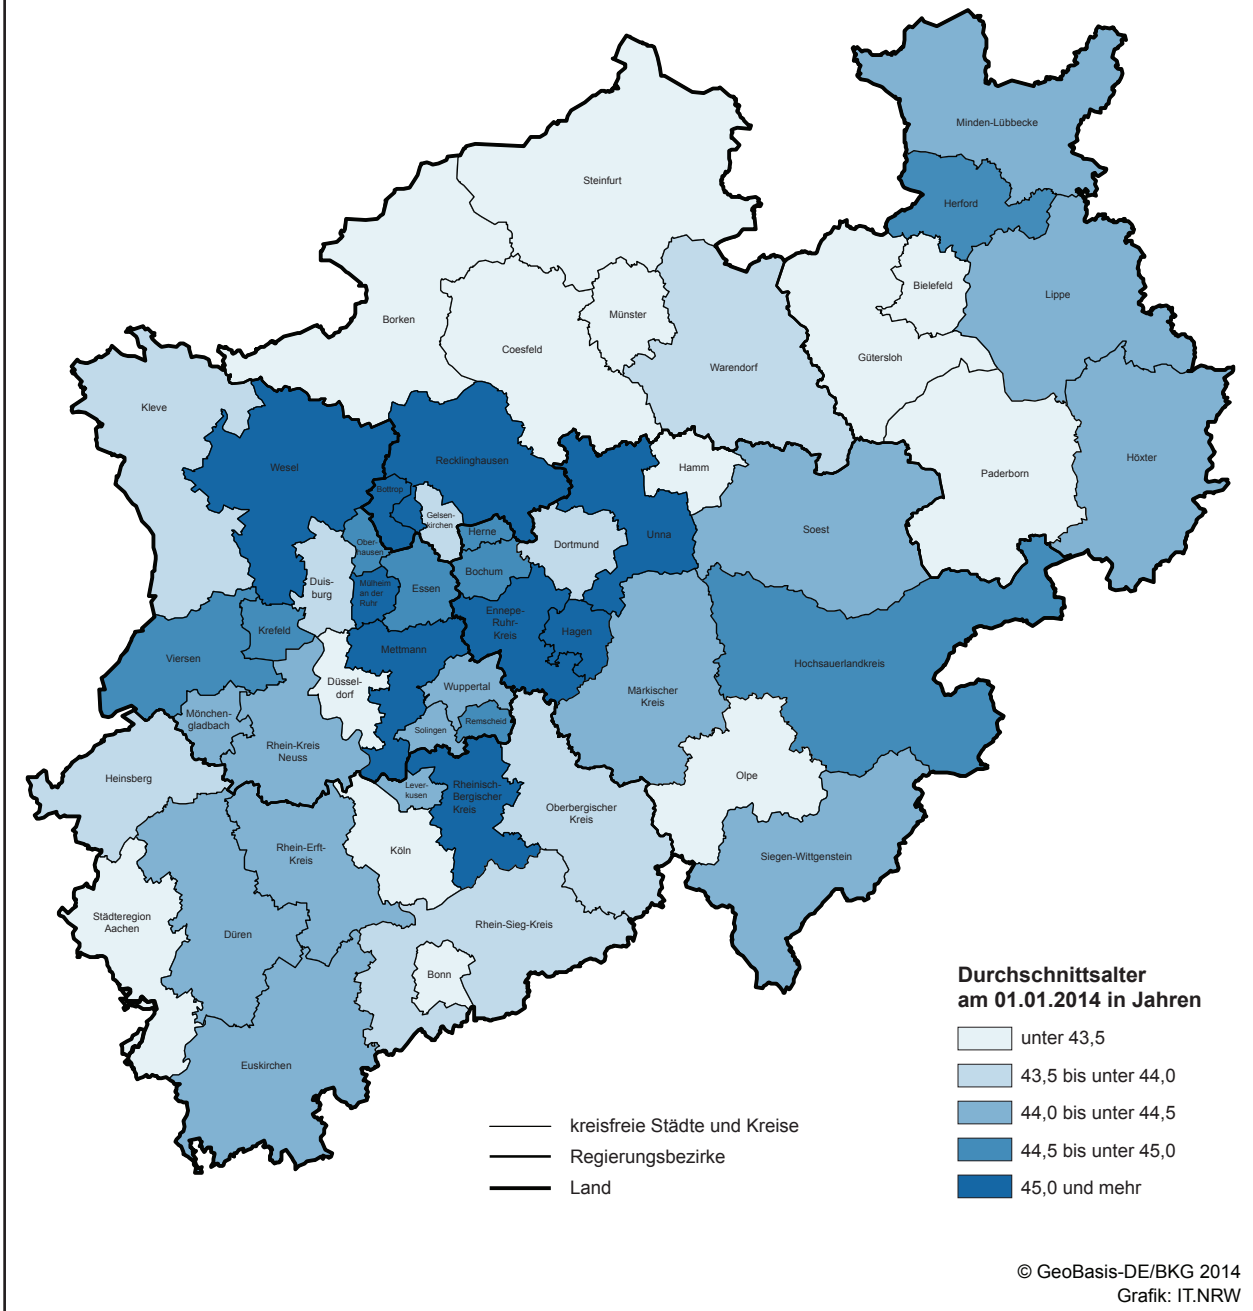 Minden-Lübbecke
Steinfurt
Herford
Bielefeld
Lippe
Borken
Münster
Coesfeld
Gütersloh
Warendorf
Kleve
Höxter
Recklinghausen
Wesel
Hamm
Paderborn
Bottrop
Gelsen-
kirchen
Soest
Herne
Unna
Dortmund
Ober-
hausen
Bochum
Duis-
burg
Mülheim
an der
Ruhr
Essen
Ennepe-
Ruhr-
Kreis
Hagen
Krefeld
Mettmann
Viersen
Hochsauerlandkreis
Düssel-
dorf
Wuppertal
Märkischer
Kreis
Mönchen-
gladbach
Remscheid
Solingen
Rhein-Kreis
Neuss
Heinsberg
Olpe
Lever-
kusen
Rheinisch-
Bergischer
Kreis
Oberbergischer
Kreis
Rhein-Erft-
Kreis
Köln
Siegen-Wittgenstein
Städteregion
Aachen
Rhein-Sieg-Kreis
Düren
Bonn
Euskirchen
Durchschnittsalter
am 01.01.2014 in Jahren
unter 43,5
43,5 bis unter 44,0
44,0 bis unter 44,5
44,5 bis unter 45,0
45,0 und mehr
kreisfreie Städte und Kreise
Regierungsbezirke
Land
© GeoBasis-DE/BKG 2014
Grafik: IT.NRW